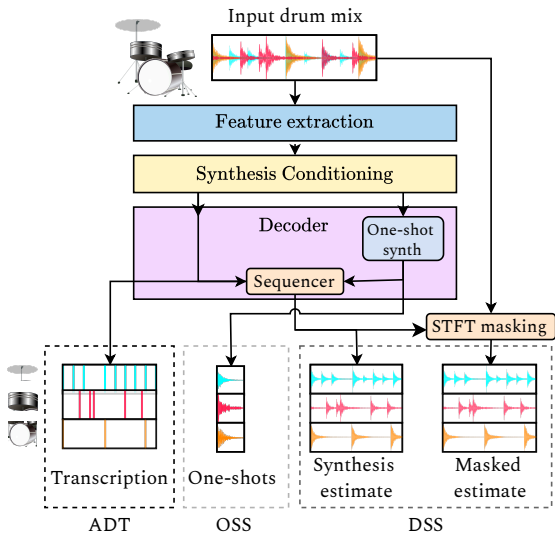 Input drum mix
Feature extraction
Synthesis Conditioning
Decoder
One-shot
synth
Sequencer
STFT masking
Transcription
One-shots
Synthesis
estimate
Masked
estimate
ADT
OSS
DSS